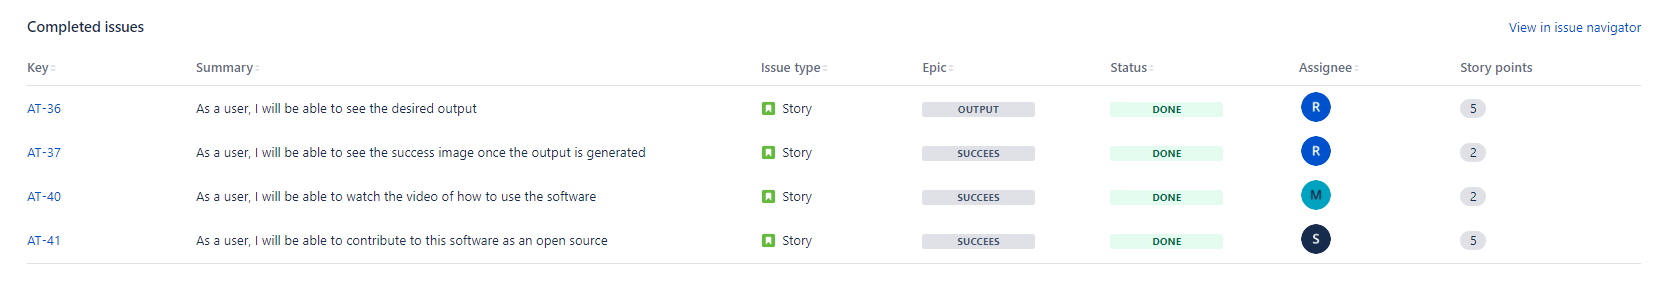 Completed issues View in issue navigator
Key Summary Issue type Epic Status Assignee Story points
AT-36 As a user, I will be able to see the desired output Story OUTPUT DONE R 5
AT-37 As a user, I will be able to see the success image once the output is generated Story SUCCEES DONE R 2
AT-40 As a user, I will be able to watch the video of how to use the software Story SUCCEES DONE M 2
AT-41 As a user, I will be able to contribute to this software as an open source Story SUCCEES DONE S 5